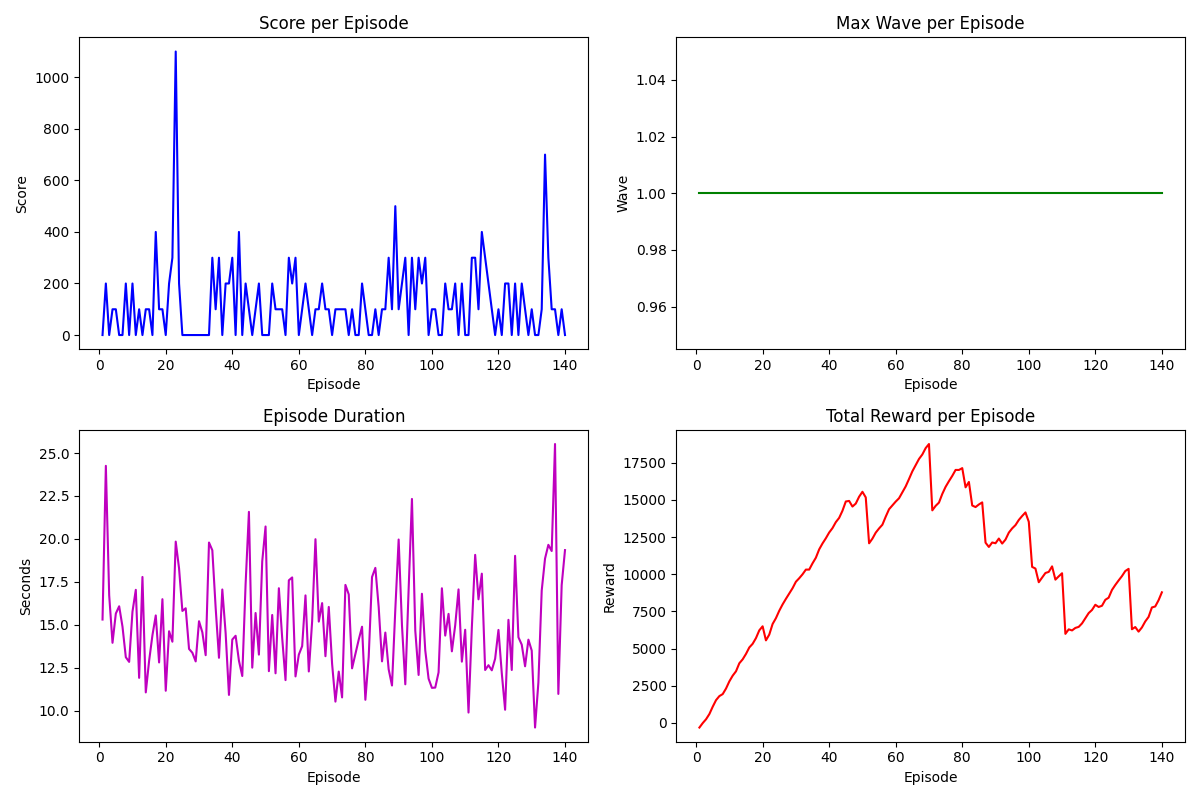 Score per Episode
Score
1000
800
600
400
200
0
0 20 40 60 80 100 120 140
Episode
Max Wave per Episode
Wave
1.04
1.02
1.00
0.98
0.96
0 20 40 60 80 100 120 140
Episode
Episode Duration
Seconds
25.0
22.5
20.0
17.5
15.0
12.5
10.0
0 20 40 60 80 100 120 140
Episode
Total Reward per Episode
Reward
17500
15000
12500
10000
7500
5000
2500
0
0 20 40 60 80 100 120 140
Episode